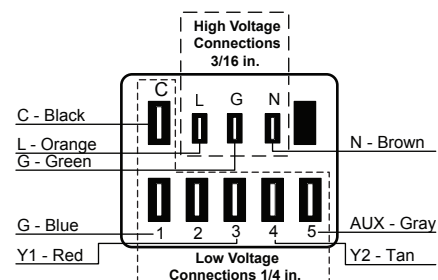 High Voltage
Connections
3/16 in.
C
L G N
C - Black
L - Orange
G - Green
N - Brown
1 2 3 4 5
G - Blue
AUX - Gray
Y1 - Red
Y2 - Tan
Low Voltage
Connections 1/4 in.